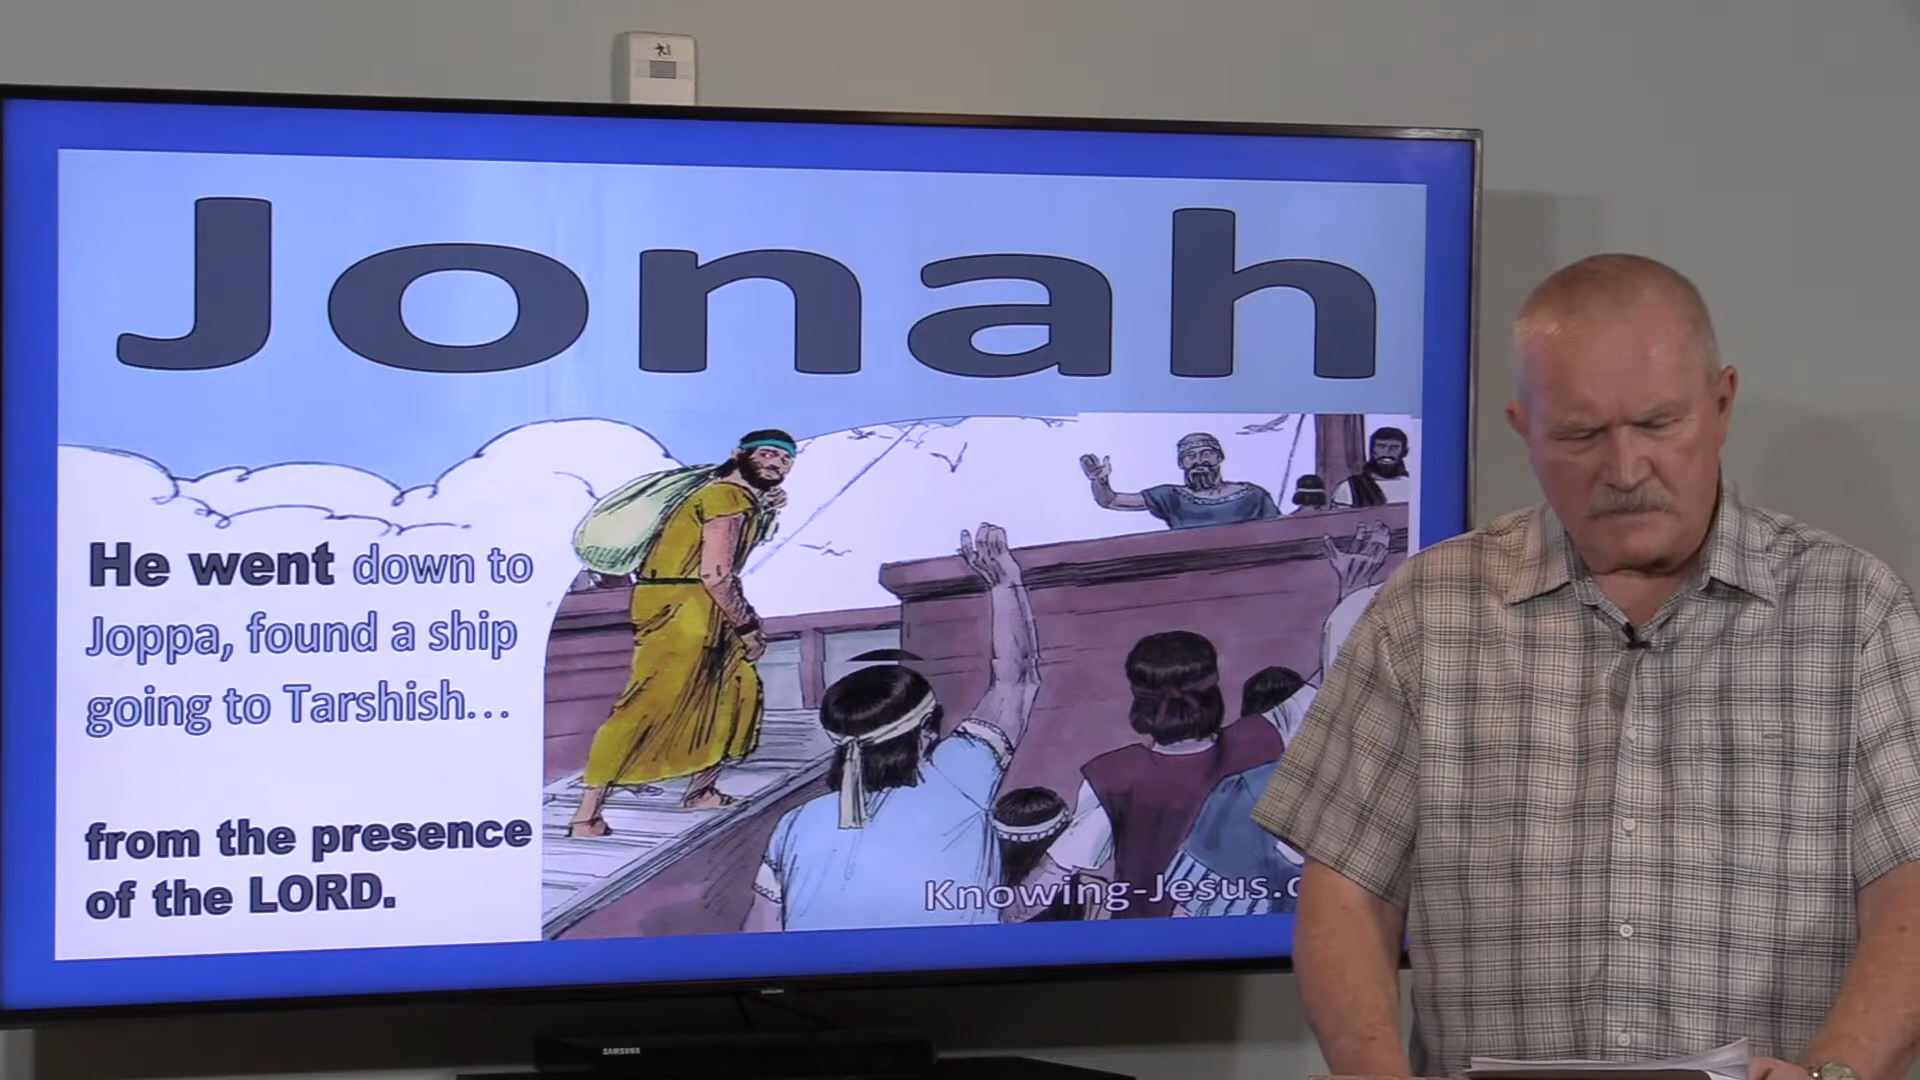 Jonah
He went down to
Joppa, found a ship
going to Tarshish...
from the presence
of the LORD.
Knowing-Jesus.c
SAMSUNG